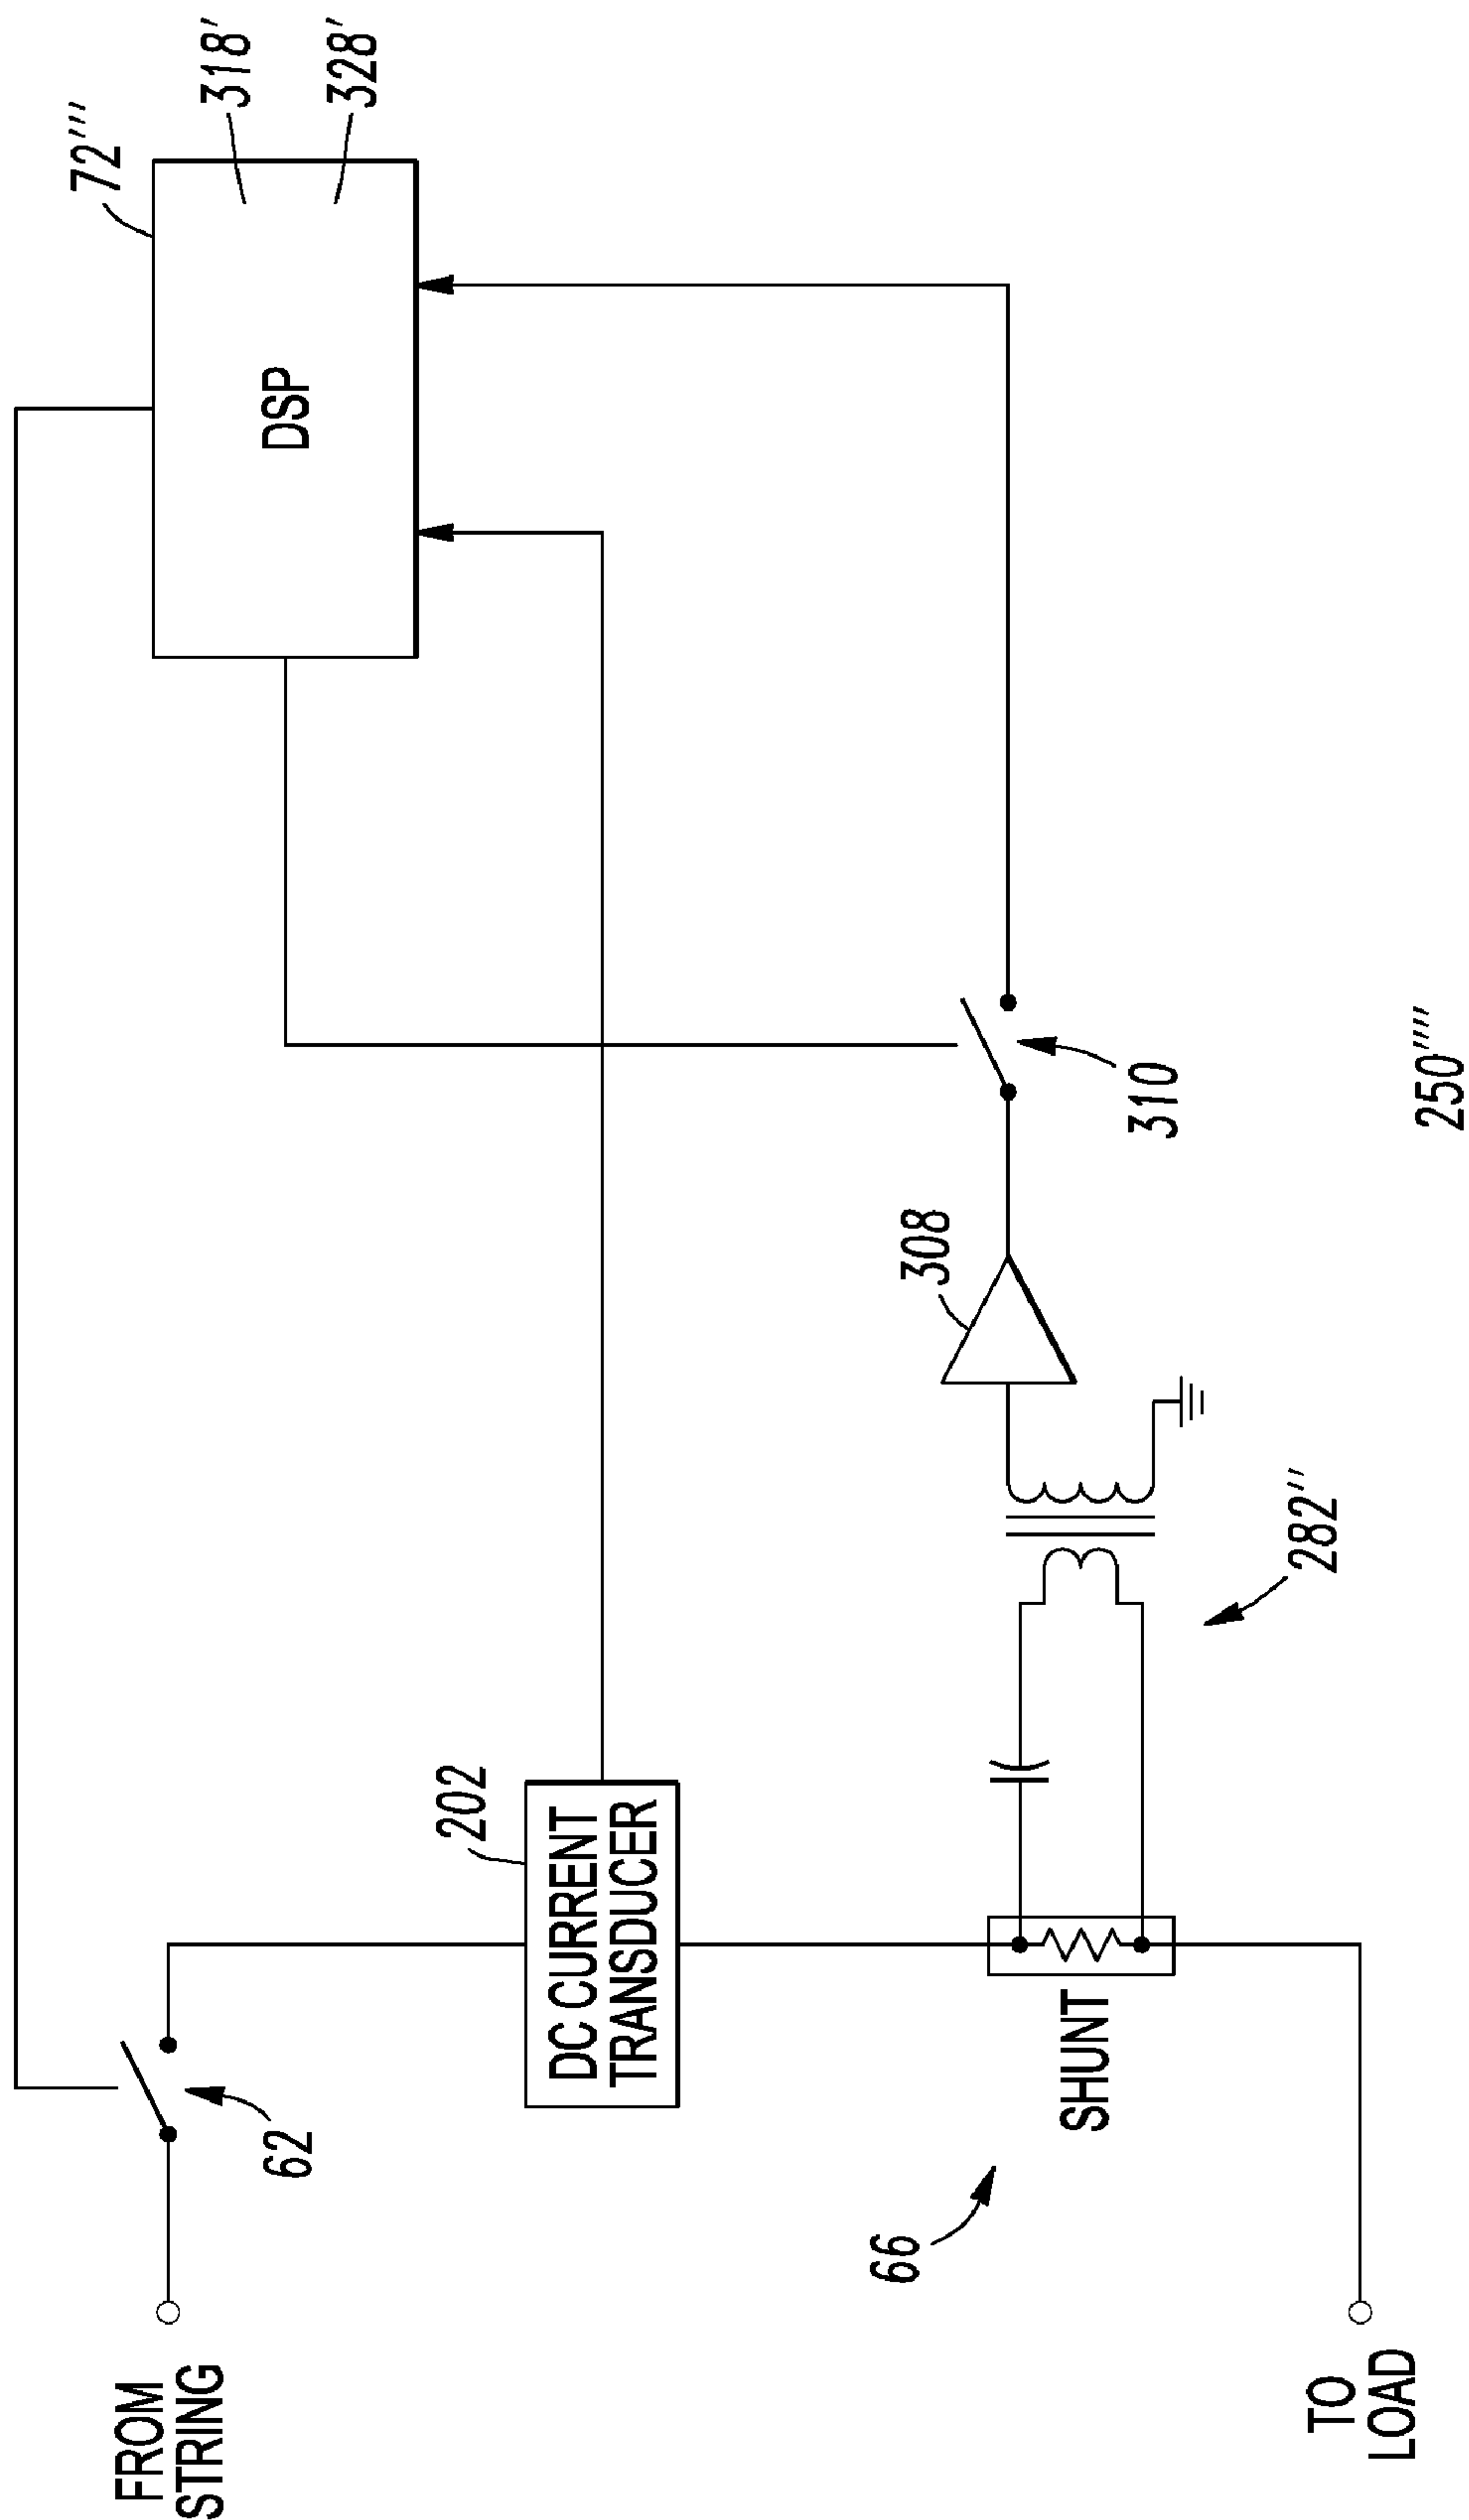 72'''
318'
328'
FROM
STRING
62
DSP
202
DC CURRENT
TRANSDUCER
66
308
SHUNT
310
282''
TO
LOAD
250''''